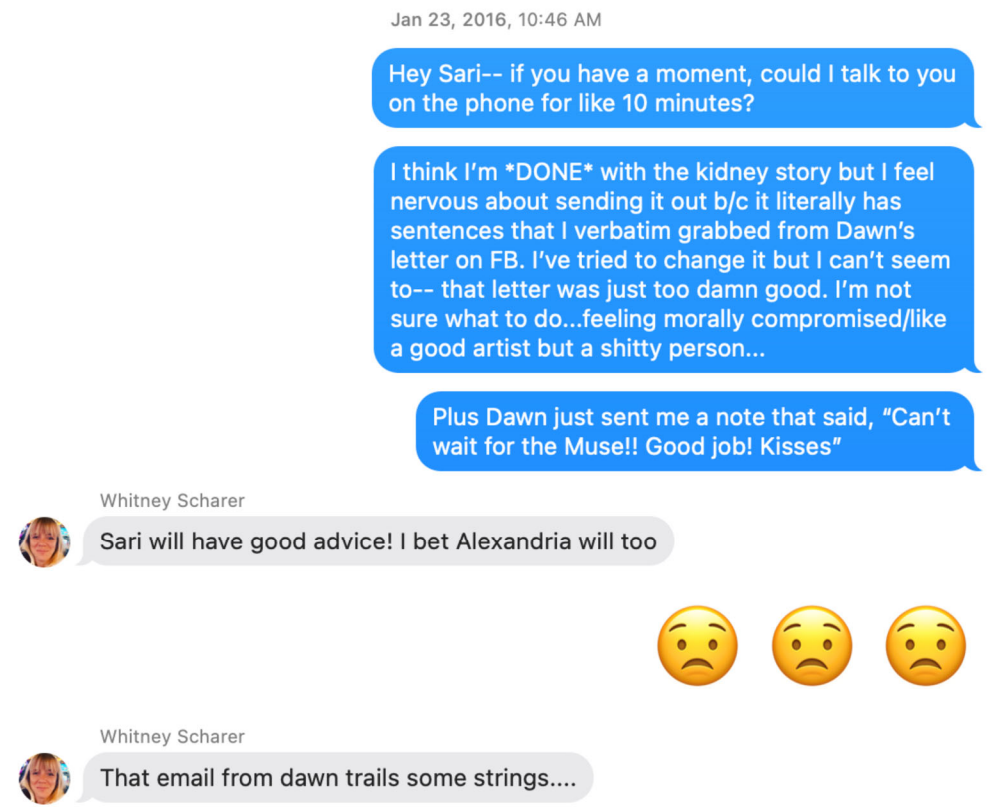 Jan 23, 2016, 10:46 AM
Hey Sari-- if you have a moment, could I talk to you
on the phone for like 10 minutes?
I think I'm *DONE* with the kidney story but I feel
nervous about sending it out b/c it literally has
sentences that I verbatim grabbed from Dawn's
letter on FB. I've tried to change it but I can't seem
to-- that letter was just too damn good. I'm not
sure what to do...feeling morally compromised/like
a good artist but a shitty person...
Plus Dawn just sent me a note that said, “Can't
wait for the Muse!! Good job! Kisses”
Whitney Scharer
Sari will have good advice! I bet Alexandria will too
Whitney Scharer
That email from dawn trails some strings....